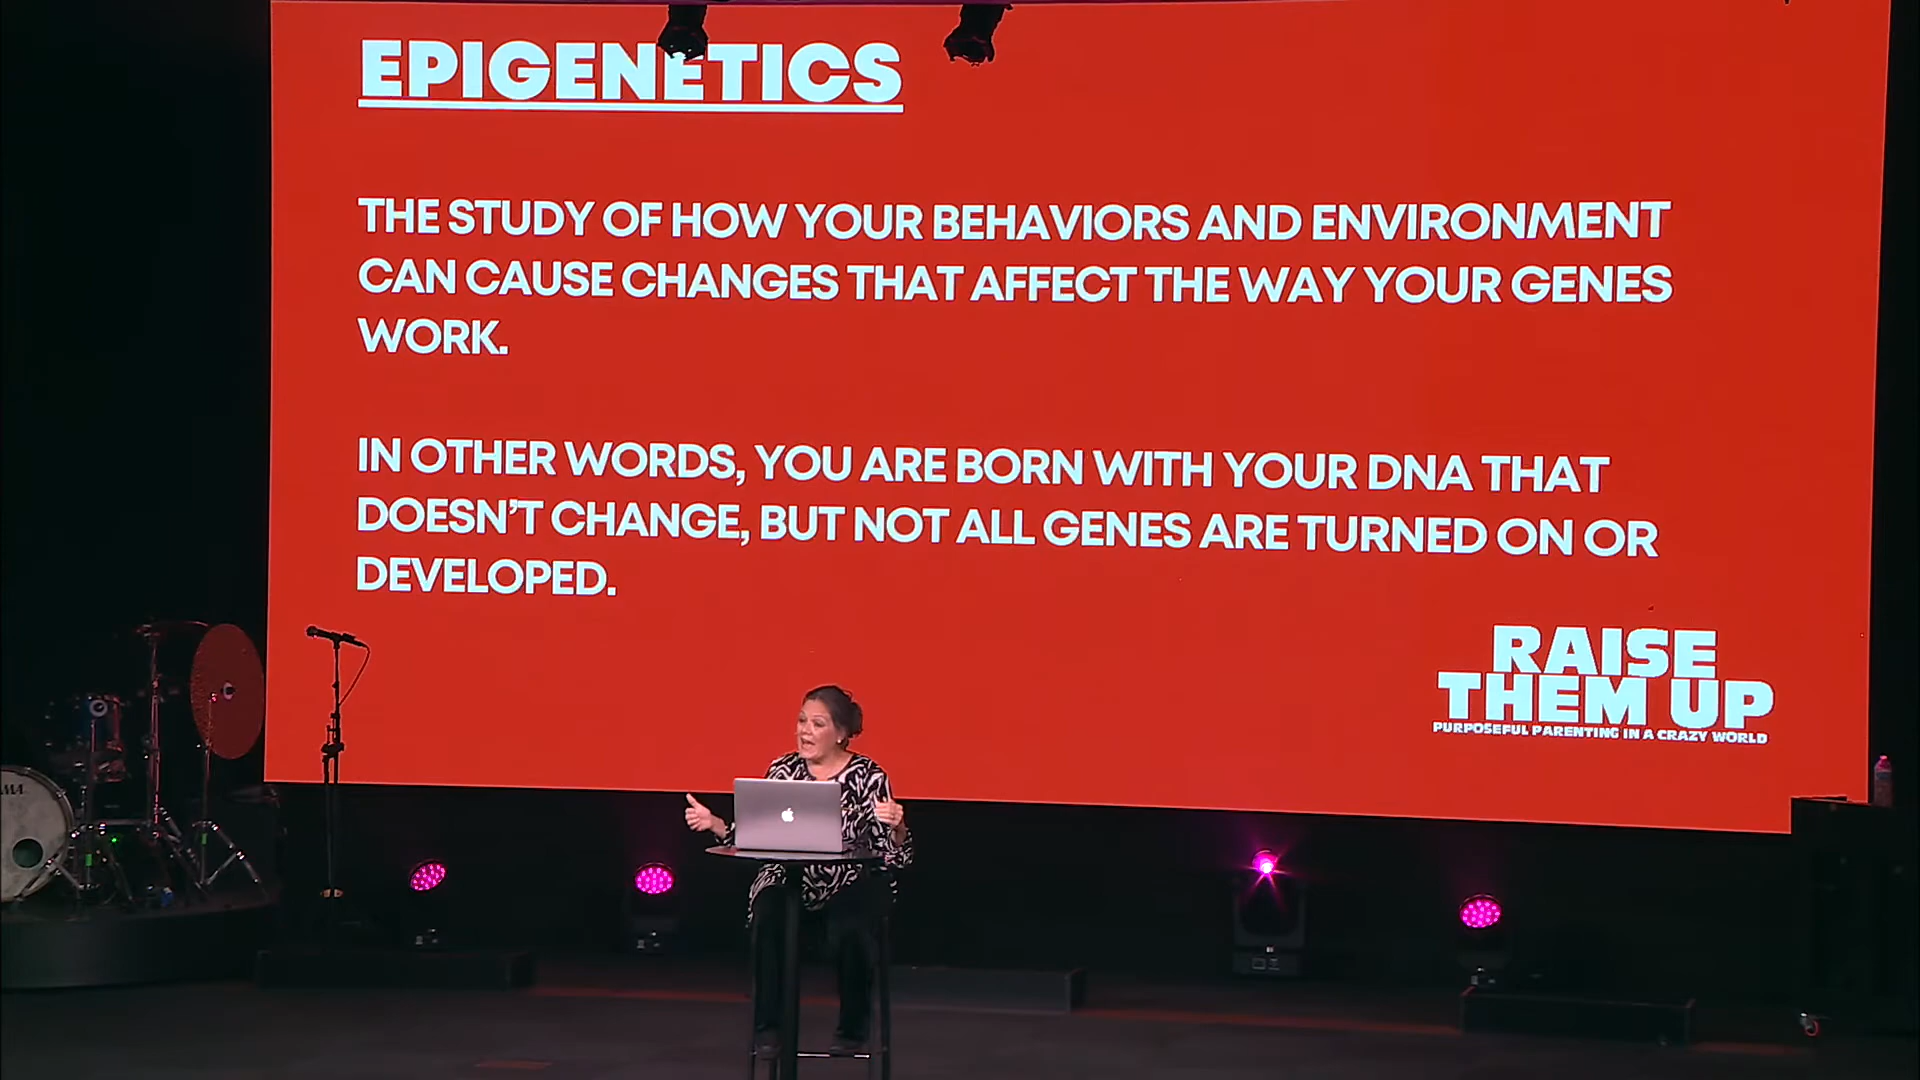 EPIGENETICS
THE STUDY OF HOW YOUR BEHAVIORS AND ENVIRONMENT
CAN CAUSE CHANGES THAT AFFECT THE WAY YOUR GENES
WORK.
IN OTHER WORDS, YOU ARE BORN WITH YOUR DNA THAT
DOESN'T CHANGE, BUT NOT ALL GENES ARE TURNED ON OR
DEVELOPED.
RAISE
THEM UP
PURPOSEFUL PARENTING IN A CRAZY WORLD